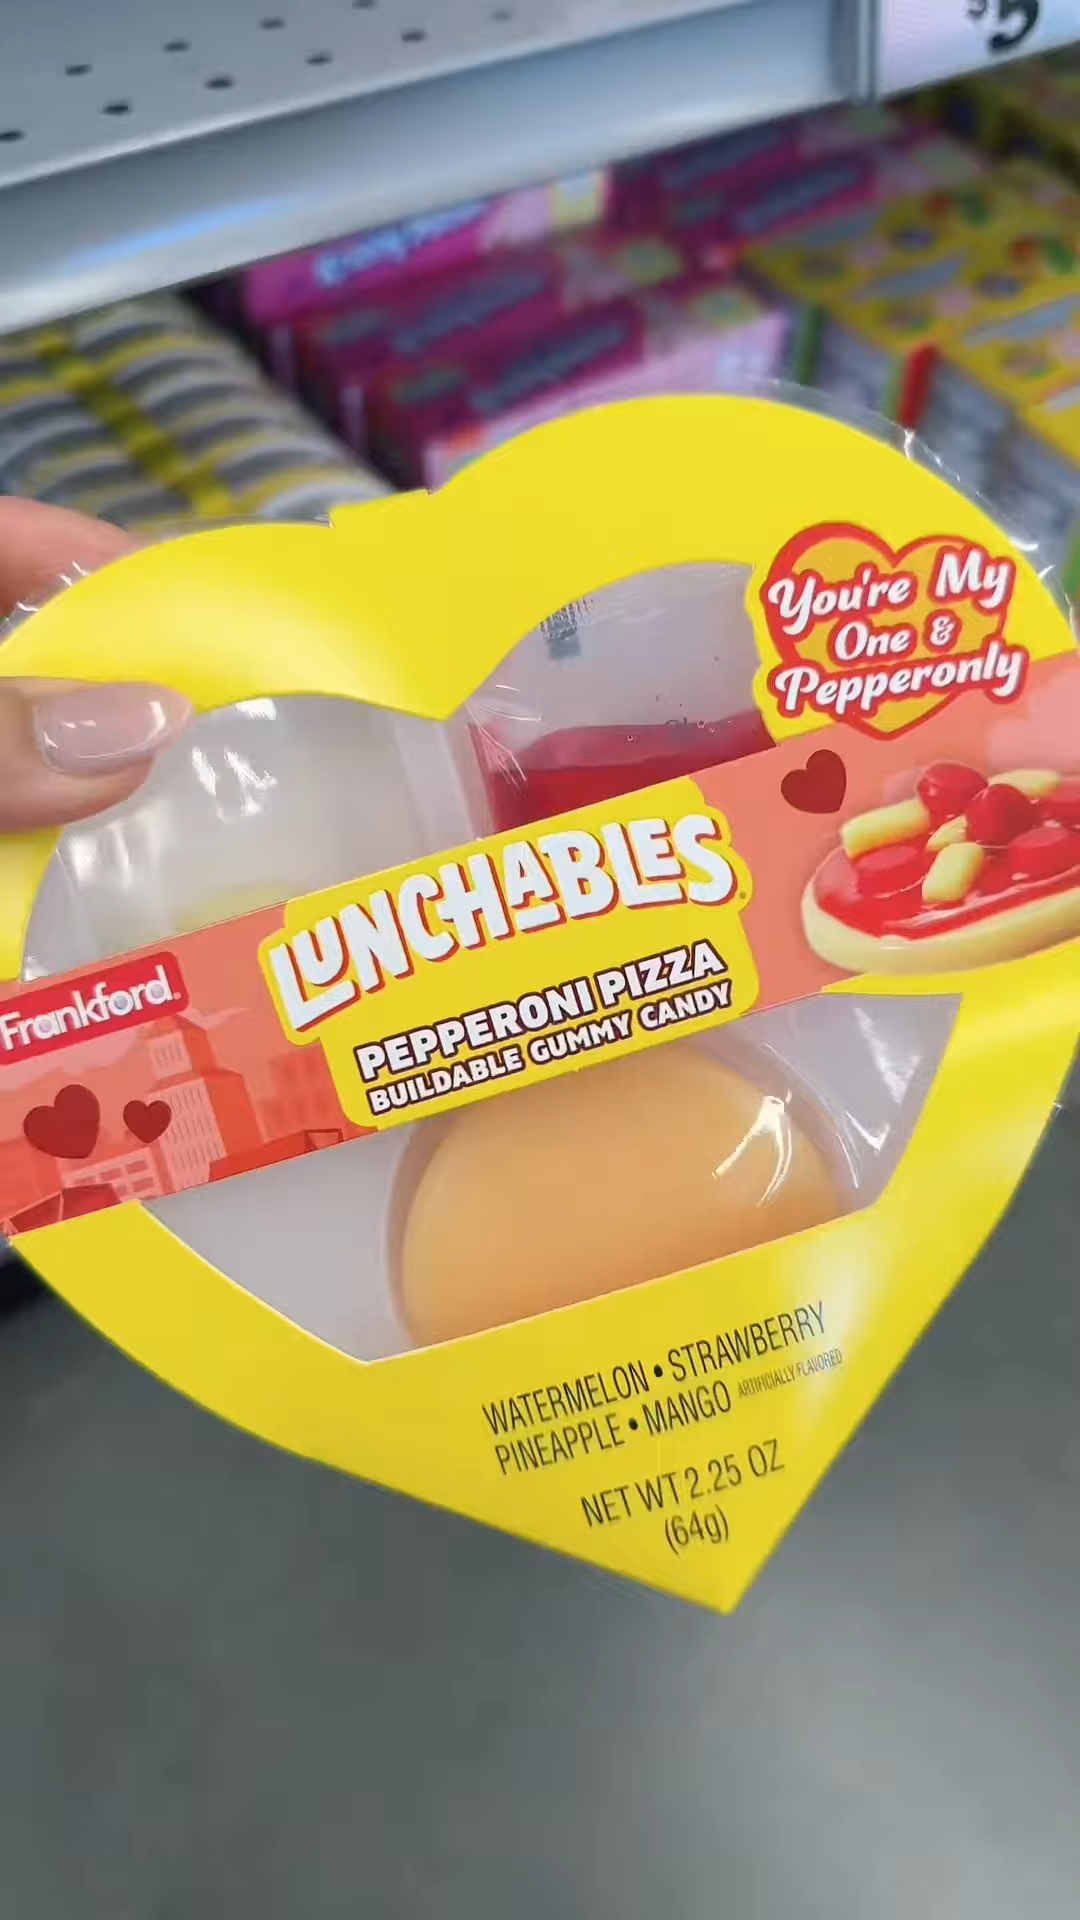 $5
You're My
One &
Pepperonly
LUNCHABLES
Frankford
PEPPERONI PIZZA
BUILDABLE GUMMY CANDY
WATERMELON • STRAWBERRY
PINEAPPLE • MANGO ARTIFICIALLY FLAVORED
NET WT 2.25 OZ
(64g)